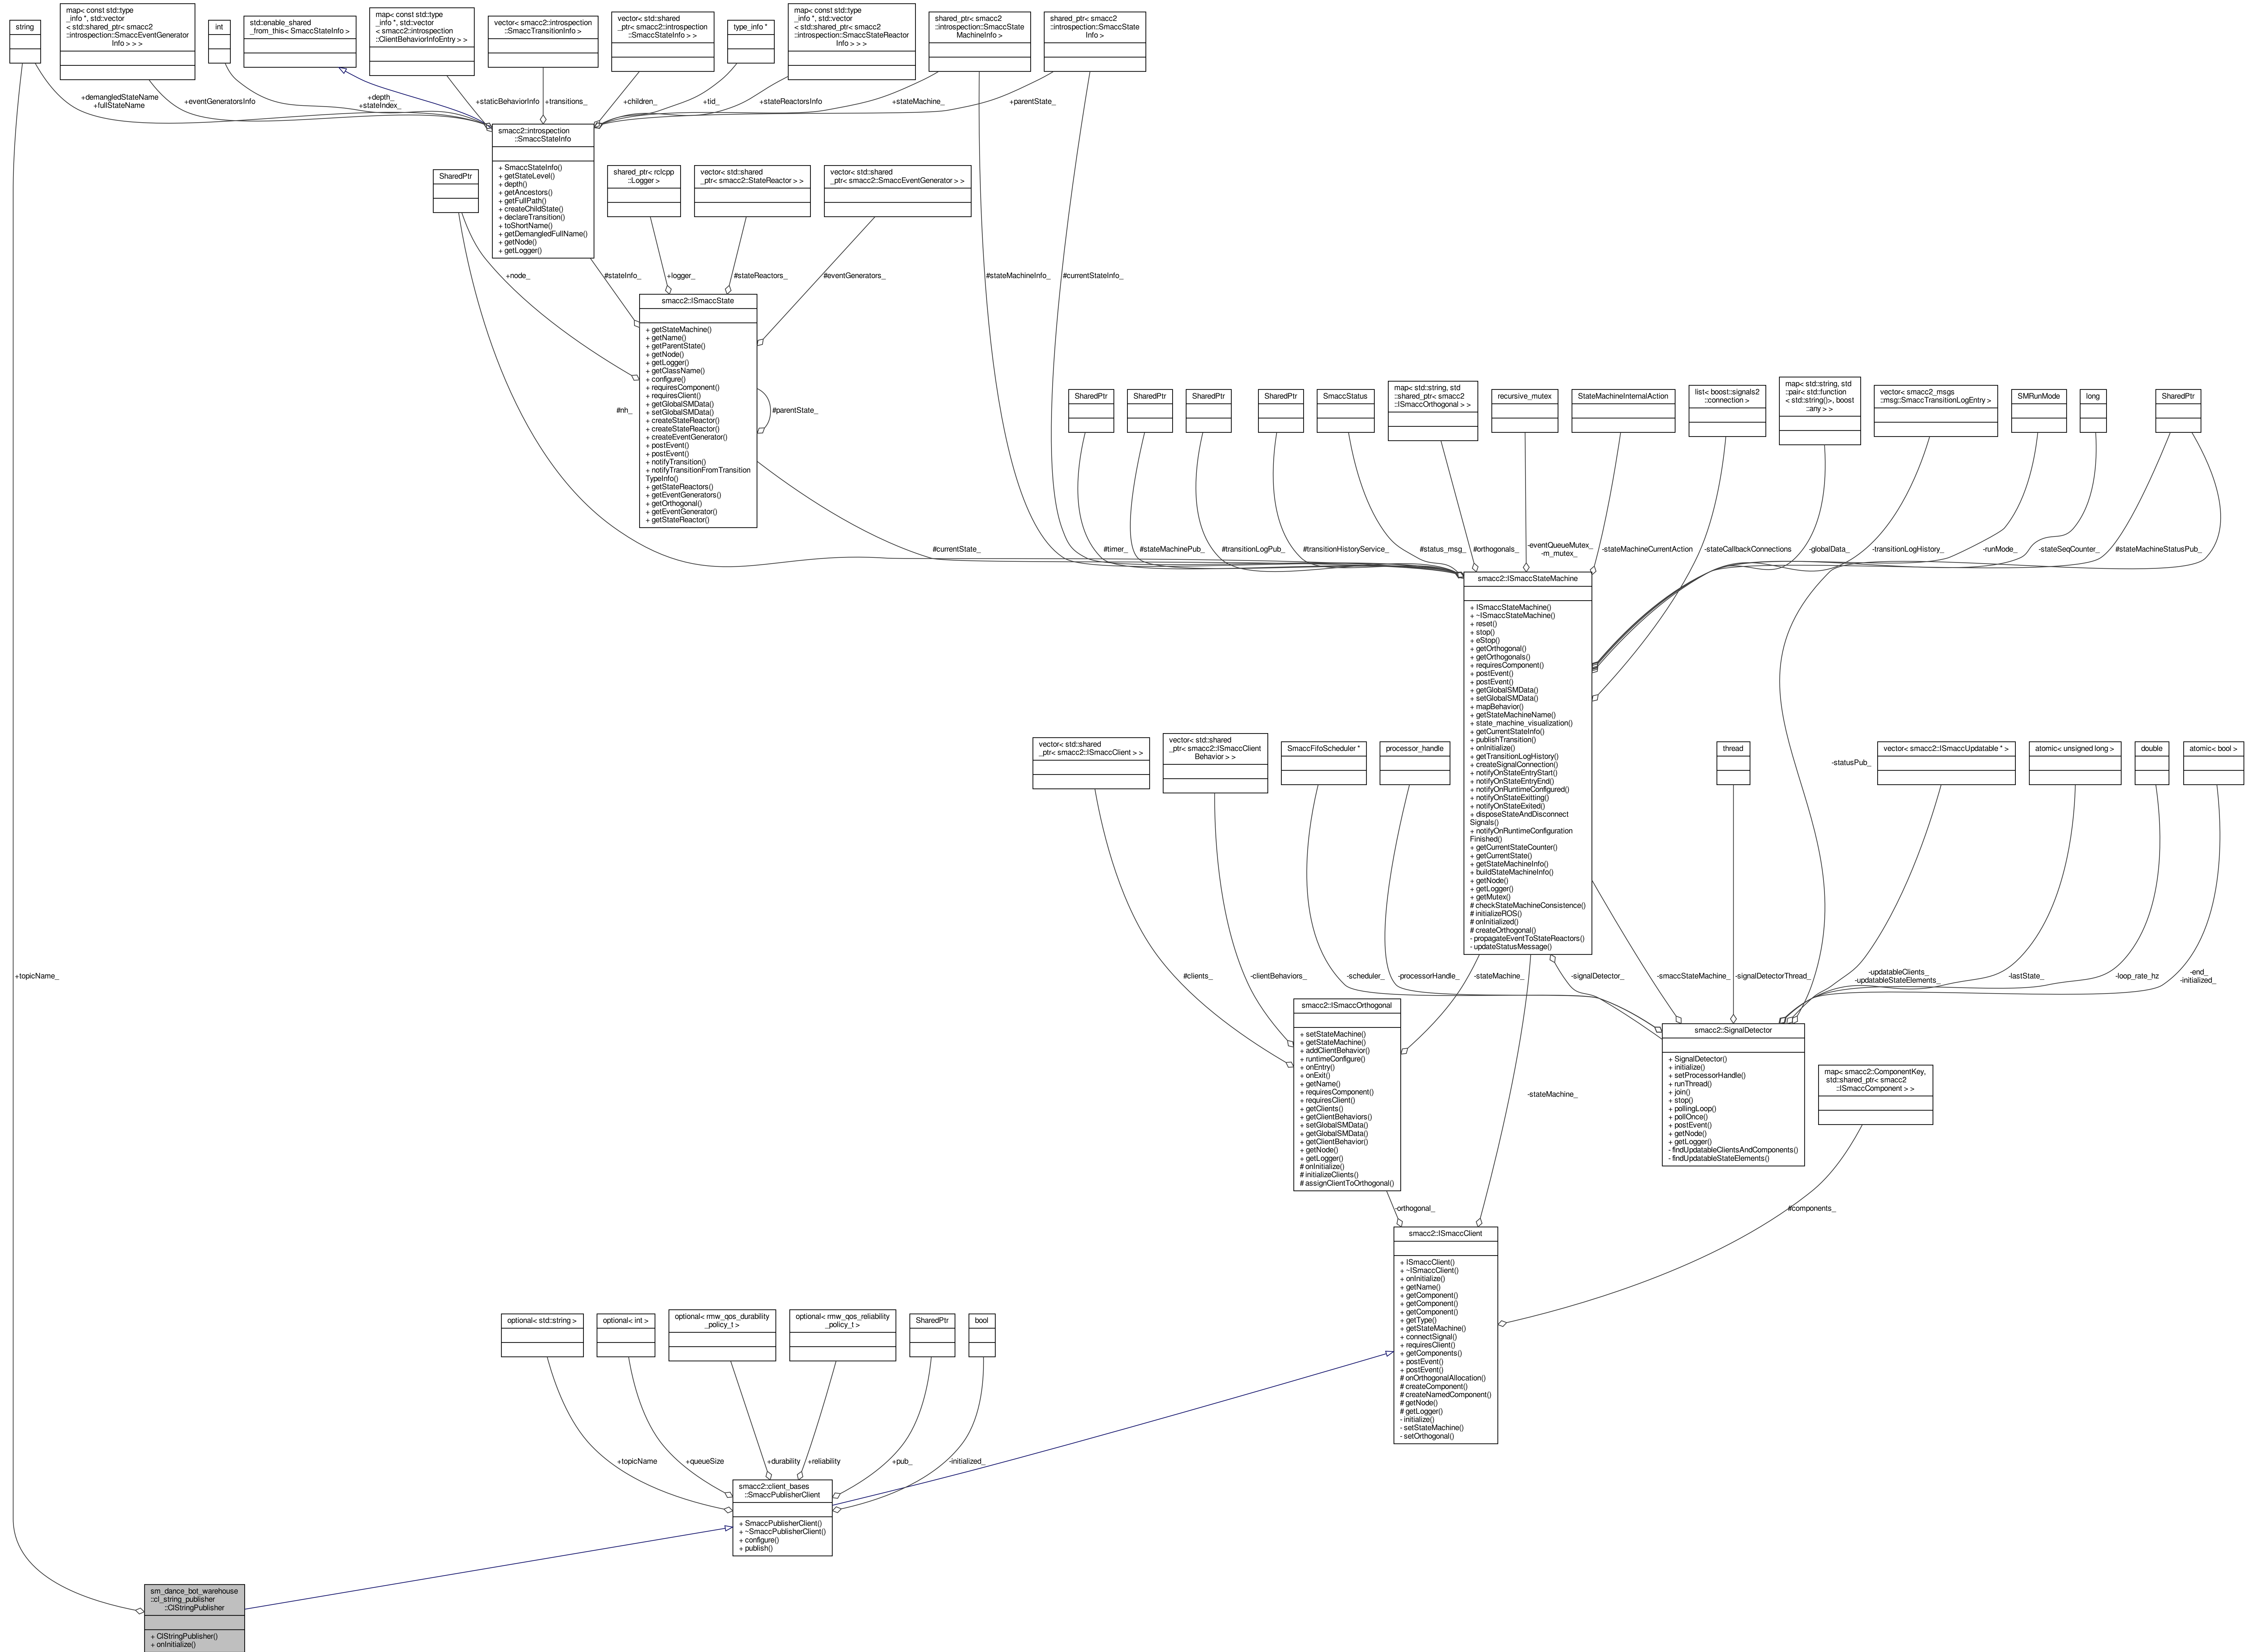 string
map< const std::type
_info *, std::vector
< std::shared_ptr< smacc2
::introspection::SmaccEventGenerator
Info > > >
int
std::enable_shared
_from_this< SmaccStateInfo >
map< const std::type
_info *, std::vector
< smacc2::introspection
::ClientBehaviorInfoEntry > >
vector< smacc2::introspection
::SmaccTransitionInfo >
vector< std::shared
_ptr< smacc2::introspection
::SmaccStateInfo > >
type_info *
map< const std::type
_info *, std::vector
< std::shared_ptr< smacc2
::introspection::SmaccStateReactor
Info > > >
shared_ptr< smacc2
::introspection::SmaccState
MachineInfo >
shared_ptr< smacc2
::introspection::SmaccState
Info >
+demangledStateName
+fullStateName
+eventGeneratorsInfo
+depth_
+stateIndex_
+staticBehaviorInfo
+transitions_
+children_
+tid_
+stateReactorsInfo
+stateMachine_
+parentState_
smacc2::introspection
::SmaccStateInfo
+ SmaccStateInfo()
+ getStateLevel()
+ depth()
+ getAncestors()
+ getFullPath()
+ createChildState()
+ declareTransition()
+ toShortName()
+ getDemangledFullName()
+ getNode()
+ getLogger()
SharedPtr
shared_ptr< rclcpp
::Logger >
vector< std::shared
_ptr< smacc2::StateReactor > >
vector< std::shared
_ptr< smacc2::SmaccEventGenerator > >
+node_
#stateInfo_
+logger_
#stateReactors_
#eventGenerators_
#stateMachineInfo_
#currentStateInfo_
smacc2::ISmaccState
+ getStateMachine()
+ getName()
+ getParentState()
+ getNode()
+ getLogger()
+ getClassName()
+ configure()
+ requiresComponent()
+ requiresClient()
+ getGlobalSMData()
+ setGlobalSMData()
+ createStateReactor()
+ createStateReactor()
+ createEventGenerator()
+ postEvent()
+ postEvent()
+ notifyTransition()
+ notifyTransitionFromTransition
TypeInfo()
+ getStateReactors()
+ getEventGenerators()
+ getOrthogonal()
+ getEventGenerator()
+ getStateReactor()
#nh_
#parentState_
SharedPtr
SharedPtr
SharedPtr
SharedPtr
SmaccStatus
map< std::string, std
::shared_ptr< smacc2
::ISmaccOrthogonal > >
recursive_mutex
StateMachineInternalAction
list< boost::signals2
::connection >
map< std::string, std
::pair< std::function
< std::string()>, boost
::any > >
vector< smacc2_msgs
::msg::SmaccTransitionLogEntry >
SMRunMode
long
SharedPtr
#currentState_
#timer_
#stateMachinePub_
#transitionLogPub_
#transitionHistoryService_
#status_msg_
#orthogonals_
-eventQueueMutex_
-m_mutex_
-stateMachineCurrentAction
-stateCallbackConnections
-globalData_
-transitionLogHistory_
-runMode_
-stateSeqCounter_
#stateMachineStatusPub_
smacc2::ISmaccStateMachine
+ ISmaccStateMachine()
+ ~ISmaccStateMachine()
+ reset()
+ stop()
+ eStop()
+ getOrthogonal()
+ getOrthogonals()
+ requiresComponent()
+ postEvent()
+ postEvent()
+ getGlobalSMData()
+ setGlobalSMData()
+ mapBehavior()
+ getStateMachineName()
+ state_machine_visualization()
+ getCurrentStateInfo()
+ publishTransition()
+ onInitialize()
+ getTransitionLogHistory()
+ createSignalConnection()
+ notifyOnStateEntryStart()
+ notifyOnStateEntryEnd()
+ notifyOnRuntimeConfigured()
+ notifyOnStateExitting()
+ notifyOnStateExited()
+ disposeStateAndDisconnect
Signals()
+ notifyOnRuntimeConfiguration
Finished()
+ getCurrentStateCounter()
+ getCurrentState()
+ getStateMachineInfo()
+ buildStateMachineInfo()
+ getNode()
+ getLogger()
+ getMutex()
# checkStateMachineConsistence()
# initializeROS()
# onInitialized()
# createOrthogonal()
- propagateEventToStateReactors()
- updateStatusMessage()
vector< std::shared
_ptr< smacc2::ISmaccClient > >
vector< std::shared
_ptr< smacc2::ISmaccClient
Behavior > >
SmaccFifoScheduler *
processor_handle
thread
-statusPub_
vector< smacc2::ISmaccUpdatable * >
atomic< unsigned long >
double
atomic< bool >
+topicName_
#clients_
-clientBehaviors_
-scheduler_
-processorHandle_
-stateMachine_
-signalDetector_
-smaccStateMachine_
-signalDetectorThread_
-updatableClients_
-updatableStateElements_
-lastState_
-loop_rate_hz
-end_
-initialized_
smacc2::ISmaccOrthogonal
+ setStateMachine()
+ getStateMachine()
+ addClientBehavior()
+ runtimeConfigure()
+ onEntry()
+ onExit()
+ getName()
+ requiresComponent()
+ requiresClient()
+ getClients()
+ getClientBehaviors()
+ setGlobalSMData()
+ getGlobalSMData()
+ getClientBehavior()
+ getNode()
+ getLogger()
# onInitialize()
# initializeClients()
# assignClientToOrthogonal()
smacc2::SignalDetector
+ SignalDetector()
+ initialize()
+ setProcessorHandle()
+ runThread()
+ join()
+ stop()
+ pollingLoop()
+ pollOnce()
+ postEvent()
+ getNode()
+ getLogger()
- findUpdatableClientsAndComponents()
- findUpdatableStateElements()
map< smacc2::ComponentKey,
std::shared_ptr< smacc2
::ISmaccComponent > >
-stateMachine_
-orthogonal_
#components_
smacc2::ISmaccClient
+ ISmaccClient()
+ ~ISmaccClient()
+ onInitialize()
+ getName()
+ getComponent()
+ getComponent()
+ getComponent()
+ getType()
+ getStateMachine()
+ connectSignal()
+ requiresClient()
+ getComponents()
+ postEvent()
+ postEvent()
# onOrthogonalAllocation()
# createComponent()
# createNamedComponent()
# getNode()
# getLogger()
- initialize()
- setStateMachine()
- setOrthogonal()
optional< std::string >
optional< int >
optional< rmw_qos_durability
_policy_t >
optional< rmw_qos_reliability
_policy_t >
SharedPtr
bool
+topicName
+queueSize
+durability
+reliability
+pub_
-initialized_
smacc2::client_bases
::SmaccPublisherClient
+ SmaccPublisherClient()
+ ~SmaccPublisherClient()
+ configure()
+ publish()
sm_dance_bot_warehouse
::cl_string_publisher
::ClStringPublisher
+ ClStringPublisher()
+ onInitialize()